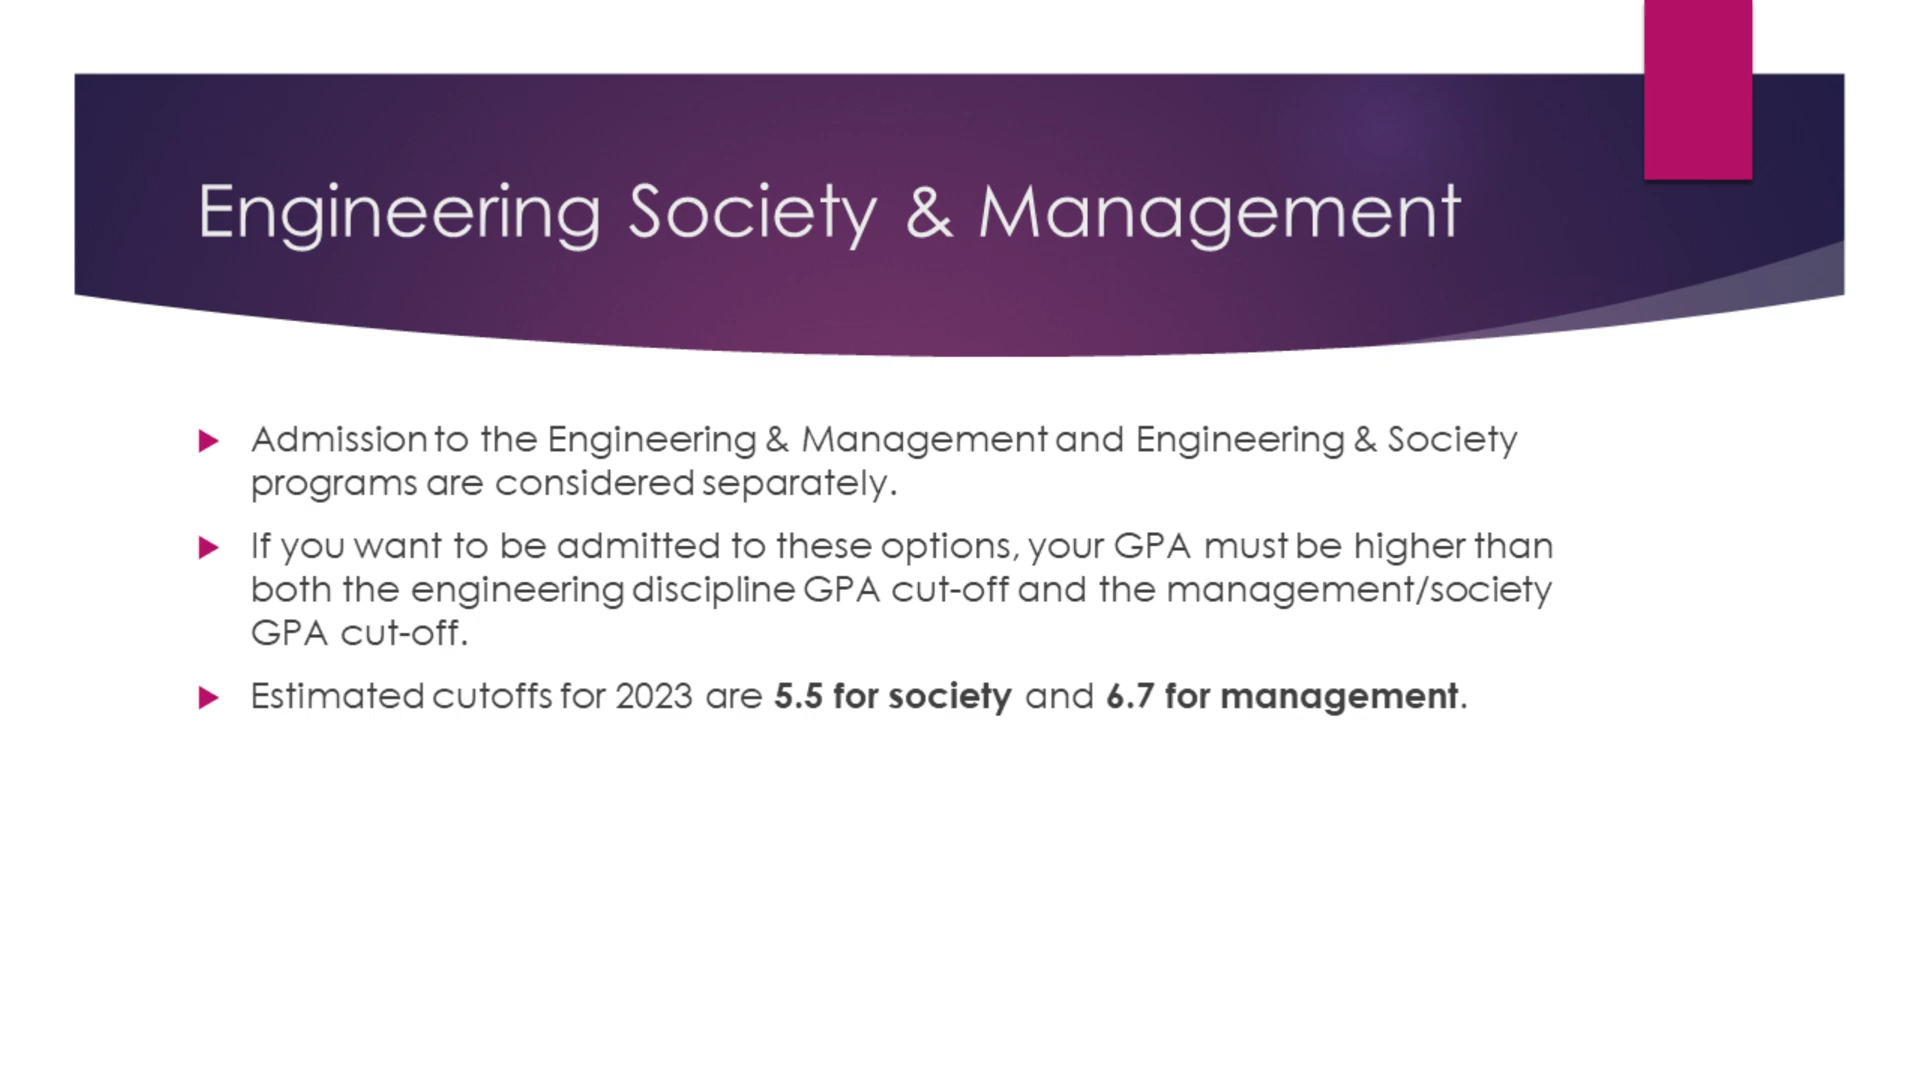 Engineering Society & Management
Admission to the Engineering & Management and Engineering & Society
programs are considered separately.
If you want to be admitted to these options, your GPA must be higher than
both the engineering discipline GPA cut-off and the management/society
GPA cut-off.
Estimated cutoffs for 2023 are 5.5 for society and 6.7 for management.